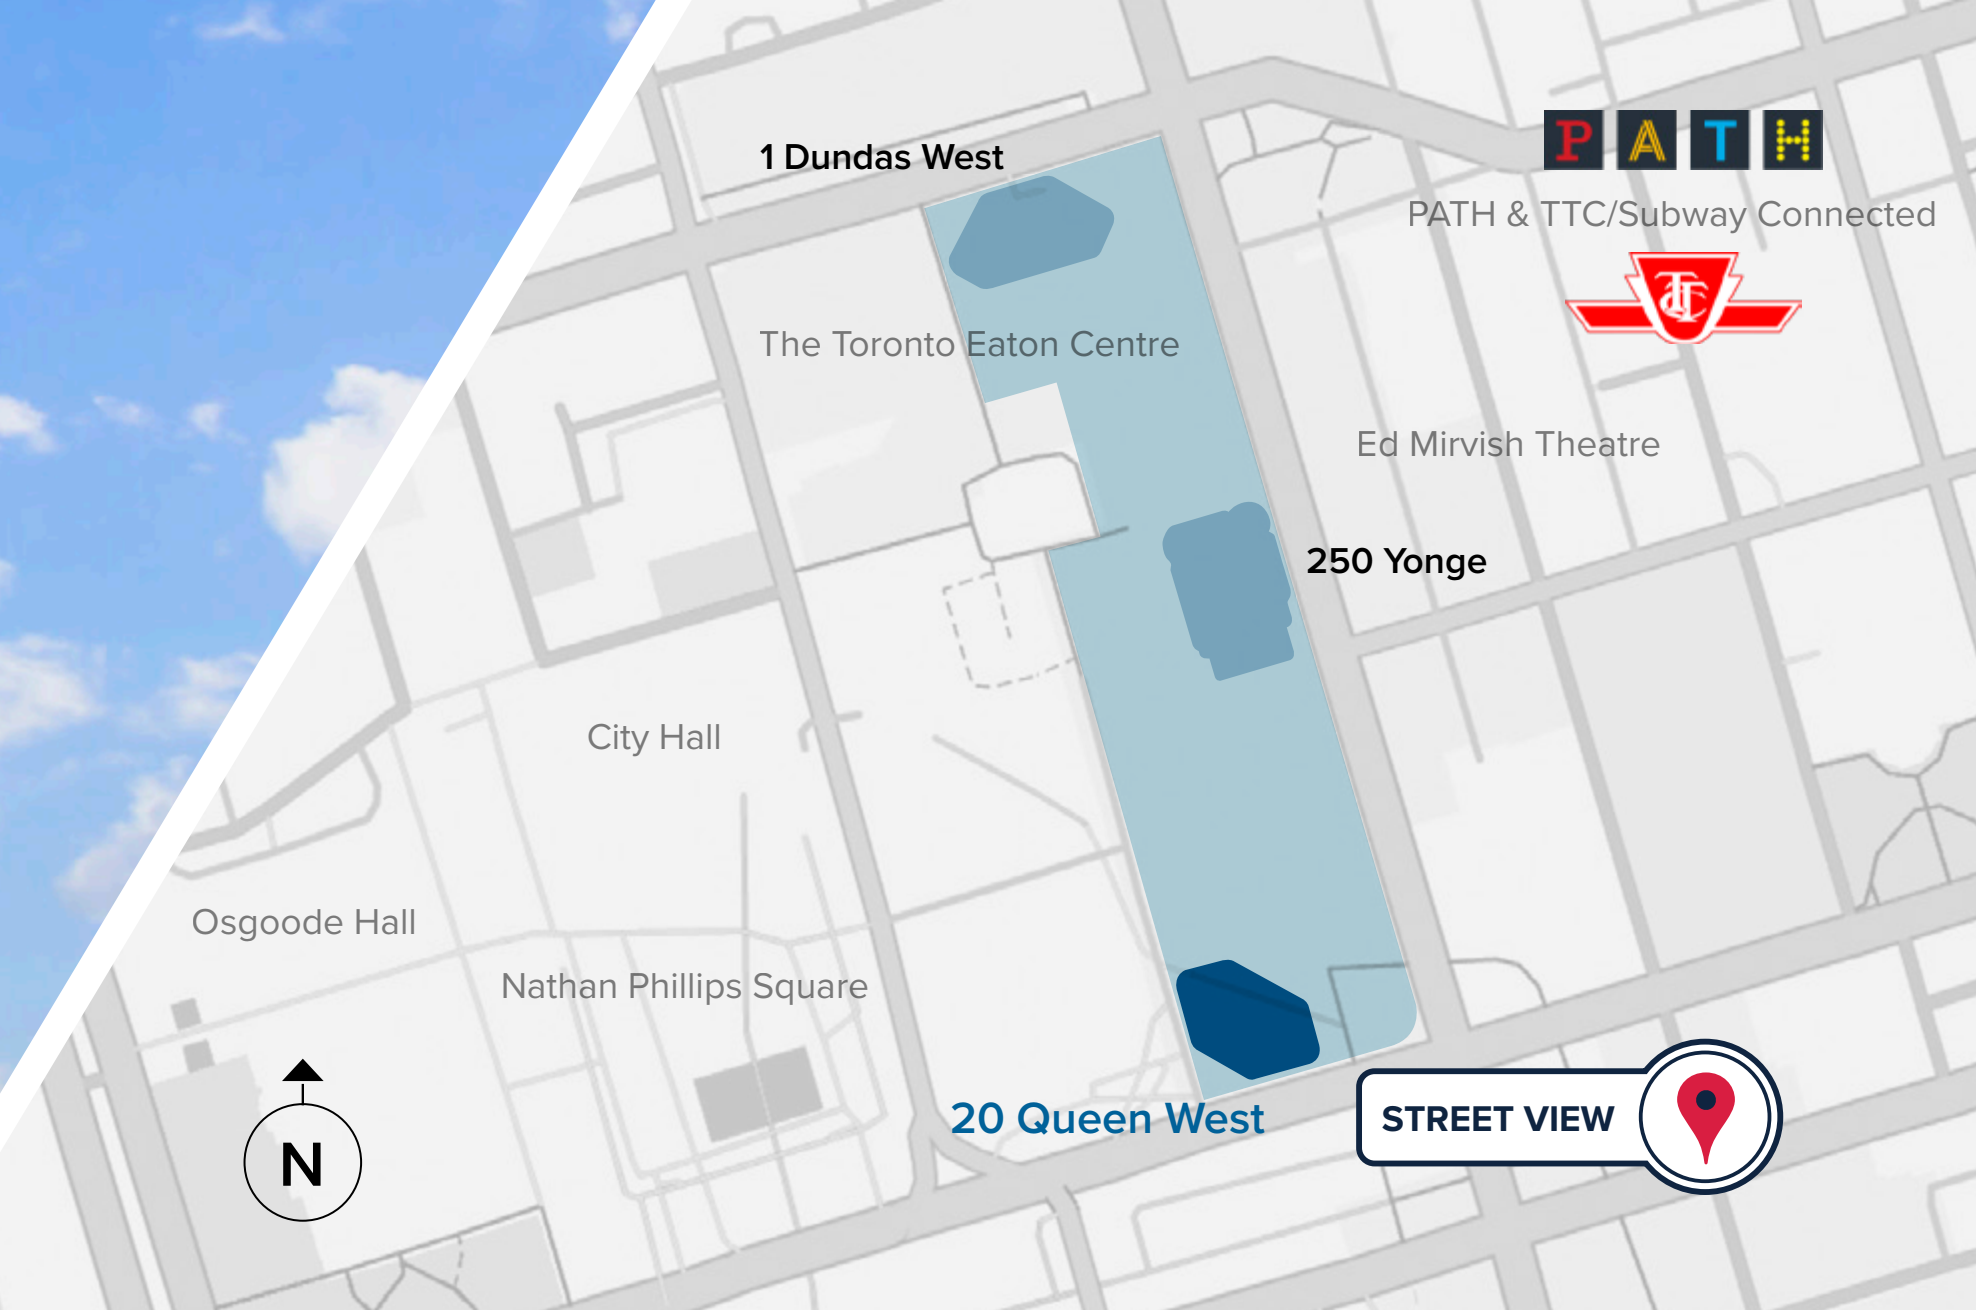 PATH
1 Dundas West
PATH & TTC/Subway Connected
TTC
The Toronto Eaton Centre
Ed Mirvish Theatre
250 Yonge
City Hall
Osgoode Hall
Nathan Phillips Square
20 Queen West
STREET VIEW
N